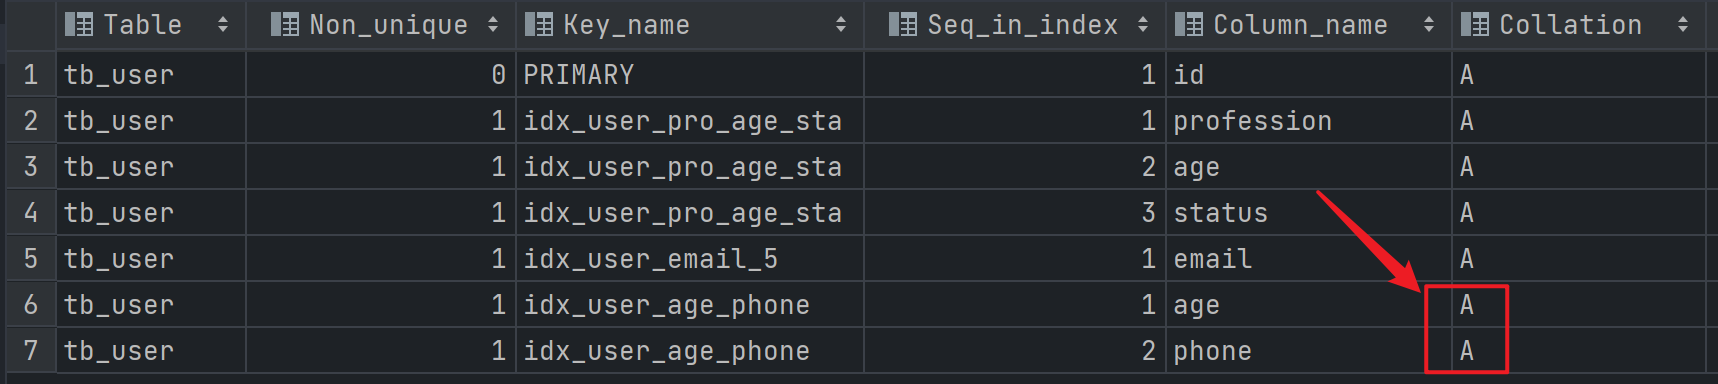 Table Non_unique Key_name Seq_in_index Column_name Collation
1 tb_user 0 PRIMARY 1 id A
2 tb_user 1 idx_user_pro_age_sta 1 profession A
3 tb_user 1 idx_user_pro_age_sta 2 age A
4 tb_user 1 idx_user_pro_age_sta 3 status A
5 tb_user 1 idx_user_email_5 1 email A
6 tb_user 1 idx_user_age_phone 1 age A
7 tb_user 1 idx_user_age_phone 2 phone A